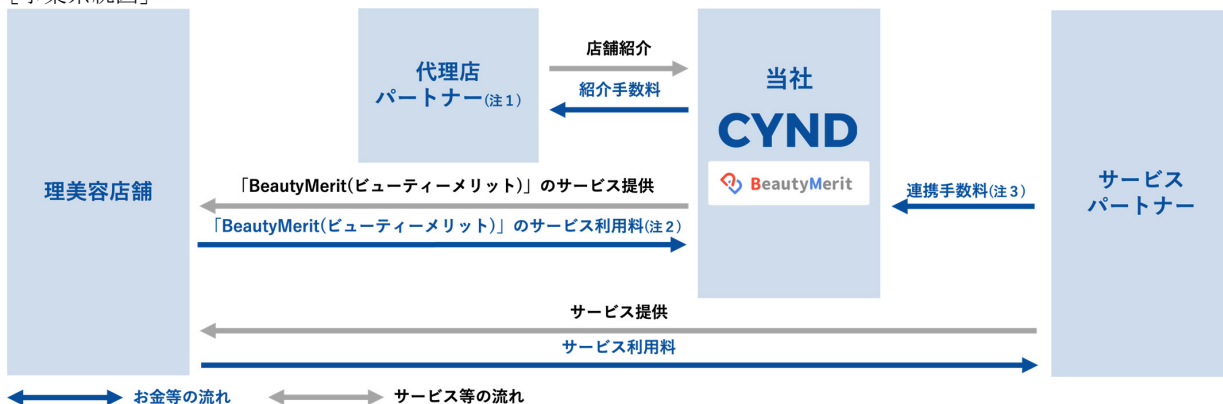 [事業系統図]
代理店
パートナー(注1)
店舗紹介
紹介手数料
当社
CYND
BeautyMerit
理美容店舗
「BeautyMerit(ビューティーメリット)」のサービス提供
「BeautyMerit(ビューティーメリット)」のサービス利用料(注2)
連携手数料(注3)
サービス
パートナー
サービス提供
サービス利用料
お金等の流れ
サービス等の流れ